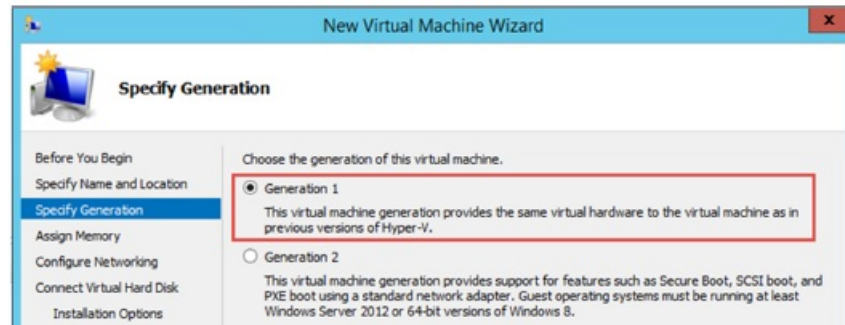 New Virtual Machine Wizard
x
Specify Generation
Before You Begin
Specify Name and Location
Specify Generation
Assign Memory
Configure Networking
Connect Virtual Hard Disk
Installation Options
Choose the generation of this virtual machine.
Generation 1
This virtual machine generation provides the same virtual hardware to the virtual machine as in
previous versions of Hyper-V.
Generation 2
This virtual machine generation provides support for features such as Secure Boot, SCSI boot, and
PXE boot using a standard network adapter. Guest operating systems must be running at least
Windows Server 2012 or 64-bit versions of Windows 8.